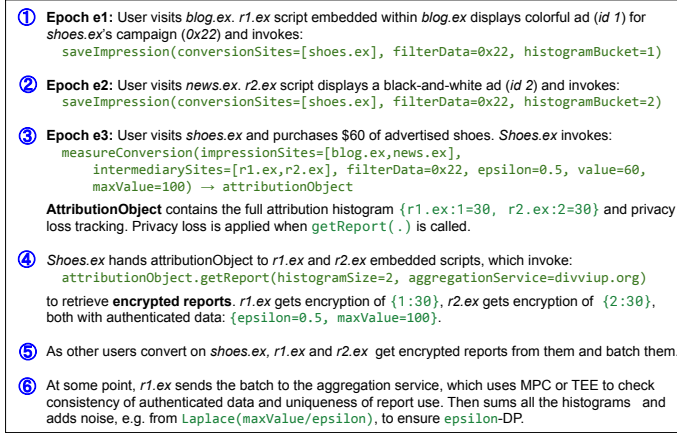 ① Epoch e1: User visits blog.ex. r1.ex script embedded within blog.ex displays colorful ad (id 1) for
shoes.ex's campaign (0x22) and invokes:
saveImpression(conversionSites=[shoes.ex], filterData=0x22, histogramBucket=1)
② Epoch e2: User visits news.ex. r2.ex script displays a black-and-white ad (id 2) and invokes:
saveImpression(conversionSites=[shoes.ex], filterData=0x22, histogramBucket=2)
③ Epoch e3: User visits shoes.ex and purchases $60 of advertised shoes. Shoes.ex invokes:
measureConversion(impressionSites=[blog.ex,news.ex],
intermediarySites=[r1.ex,r2.ex], filterData=0x22, epsilon=0.5, value=60,
maxValue=100) → attributionObject
AttributionObject contains the full attribution histogram {r1.ex:1=30, r2.ex:2=30} and privacy
loss tracking. Privacy loss is applied when getReport(.) is called.
④ Shoes.ex hands attributionObject to r1.ex and r2.ex embedded scripts, which invoke:
attributionObject.getReport(histogramSize=2, aggregationService=divviup.org)
to retrieve encrypted reports. r1.ex gets encryption of {1:30}, r2.ex gets encryption of {2:30},
both with authenticated data: {epsilon=0.5, maxValue=100}.
⑤ As other users convert on shoes.ex, r1.ex and r2.ex get encrypted reports from them and batch them.
⑥ At some point, r1.ex sends the batch to the aggregation service, which uses MPC or TEE to check
consistency of authenticated data and uniqueness of report use. Then sums all the histograms and
adds noise, e.g. from Laplace(maxValue/epsilon), to ensure epsilon-DP.